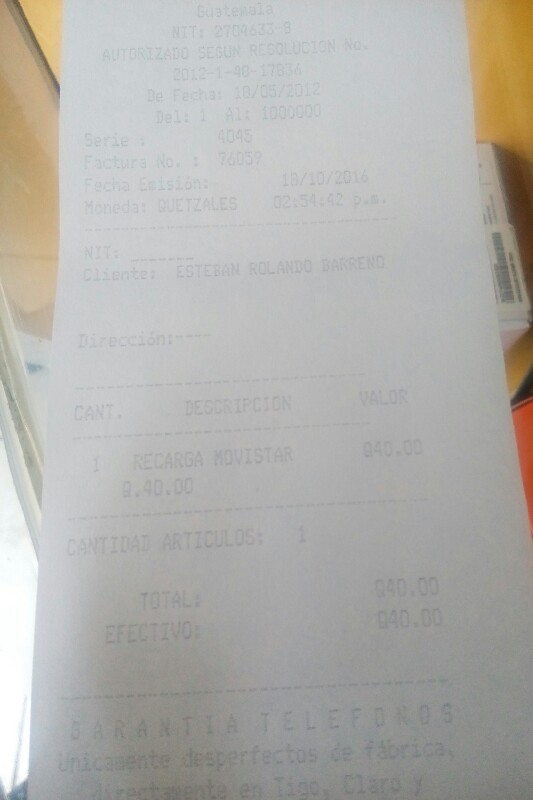 Guatemala
NIT: 2704633-8
AUTORIZADO SEGUN RESOLUCION No.
2012-1-48-17836
De Fecha: 18/05/2012
Del: 1 Al: 1000000
Serie : 4045
Factura No. : 76059
Fecha Emisión: 18/10/2016
Moneda: QUETZALES 02:54:42 p.m.
NIT: _______
Cliente: ESTEBAN ROLANDO BARRENO
Dirección:----
CANT. DESCRIPCION VALOR
1 RECARGA MOVISTAR Q40.00
Q.40.00
CANTIDAD ARTICULOS: 1
TOTAL: Q40.00
EFECTIVO: Q40.00
G A R A N T I A T E L E F O N O S
Unicamente desperfectos de fábrica,
directamente en Tigo, Claro y